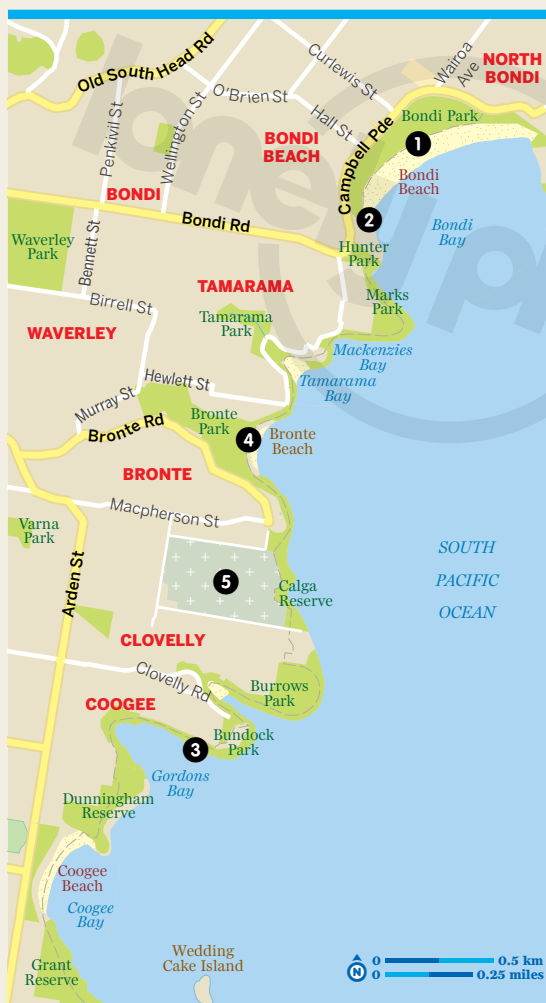 Old South Head Rd
Curlewis St
Wairoa
Ave
NORTH
BONDI
Penkivil St
Wellington St
O'Brien St
Hall St
Campbell Pde
Bondi Park
1
BONDI
BEACH
Bondi
Beach
BONDI
2
Bondi
Bay
Bondi Rd
Waverley
Park
Bennett St
Hunter
Park
TAMARAMA
Marks
Park
Birrell St
Tamarama
Park
WAVERLEY
Mackenzies
Bay
Tamarama
Bay
Hewlett St
Murray St
Bronte Rd
Bronte
Park
4
Bronte
Beach
BRONTE
Macpherson St
Varna
Park
Arden St
SOUTH
PACIFIC
OCEAN
5
Calga
Reserve
CLOVELLY
Clovelly Rd
Burrows
Park
COOGEE
Bundock
Park
3
Gordons
Bay
Dunningham
Reserve
Coogee
Beach
Coogee
Bay
Wedding
Cake Island
Grant
Reserve
N
0 0.5 km
0 0.25 miles
lonely pl